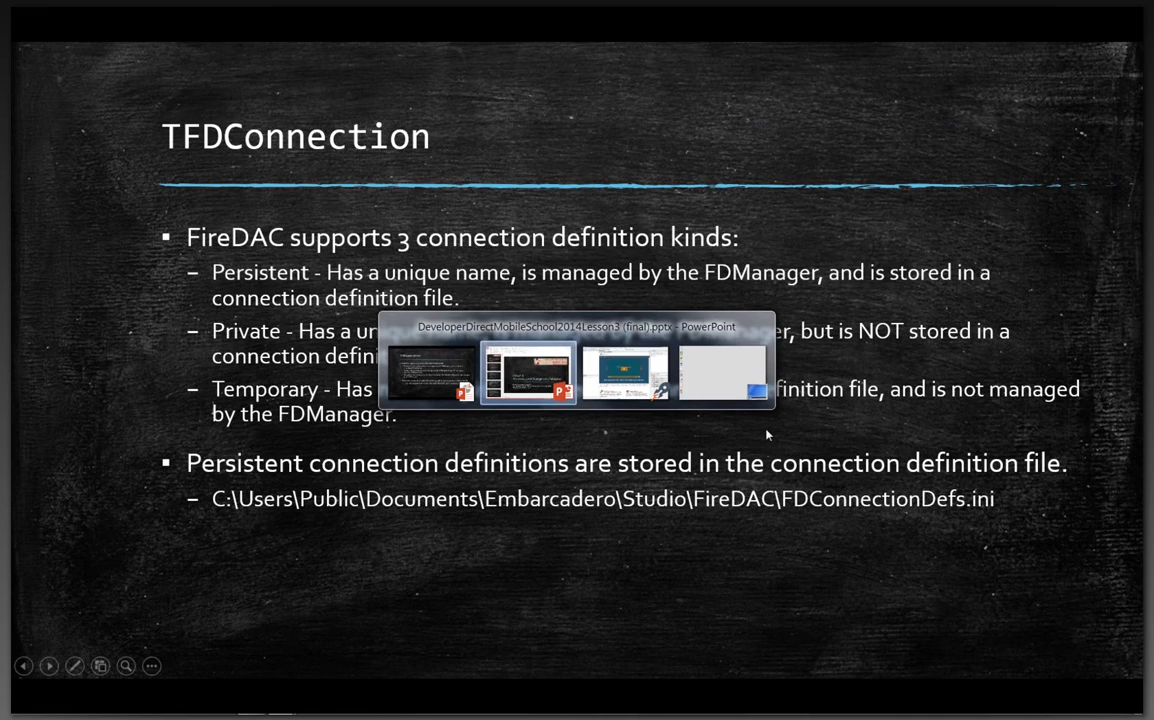 TFDConnection
▪ FireDAC supports 3 connection definition kinds:
– Persistent - Has a unique name, is managed by the FDManager, and is stored in a
connection definition file.
DeveloperDirectMobileSchool2014Lesson3 (final).pptx - PowerPoint
– Private - Has a er, but is NOT stored in a
connection
– Temporary - Has file, and is not managed
by the FDManager.
▪ Persistent connection definitions are stored in the connection definition file.
– C:\Users\Public\Documents\Embarcadero\Studio\FireDAC\FDConnectionDefs.ini